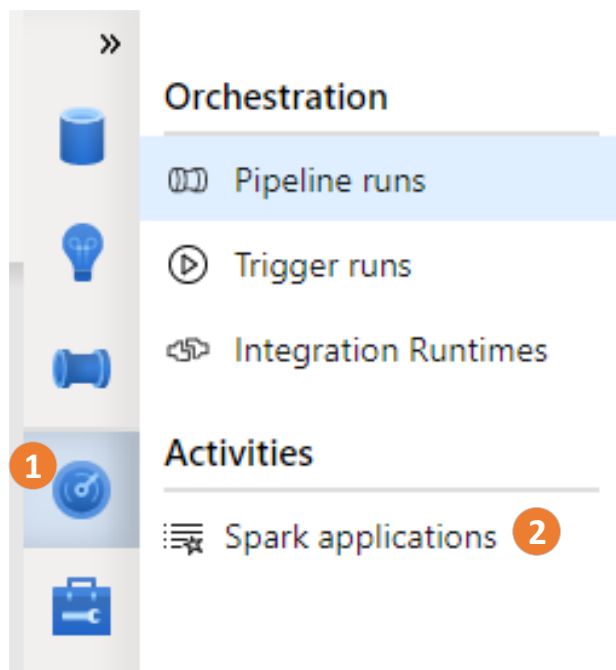 »
Orchestration
Pipeline runs
Trigger runs
Integration Runtimes
1
Activities
Spark applications 2